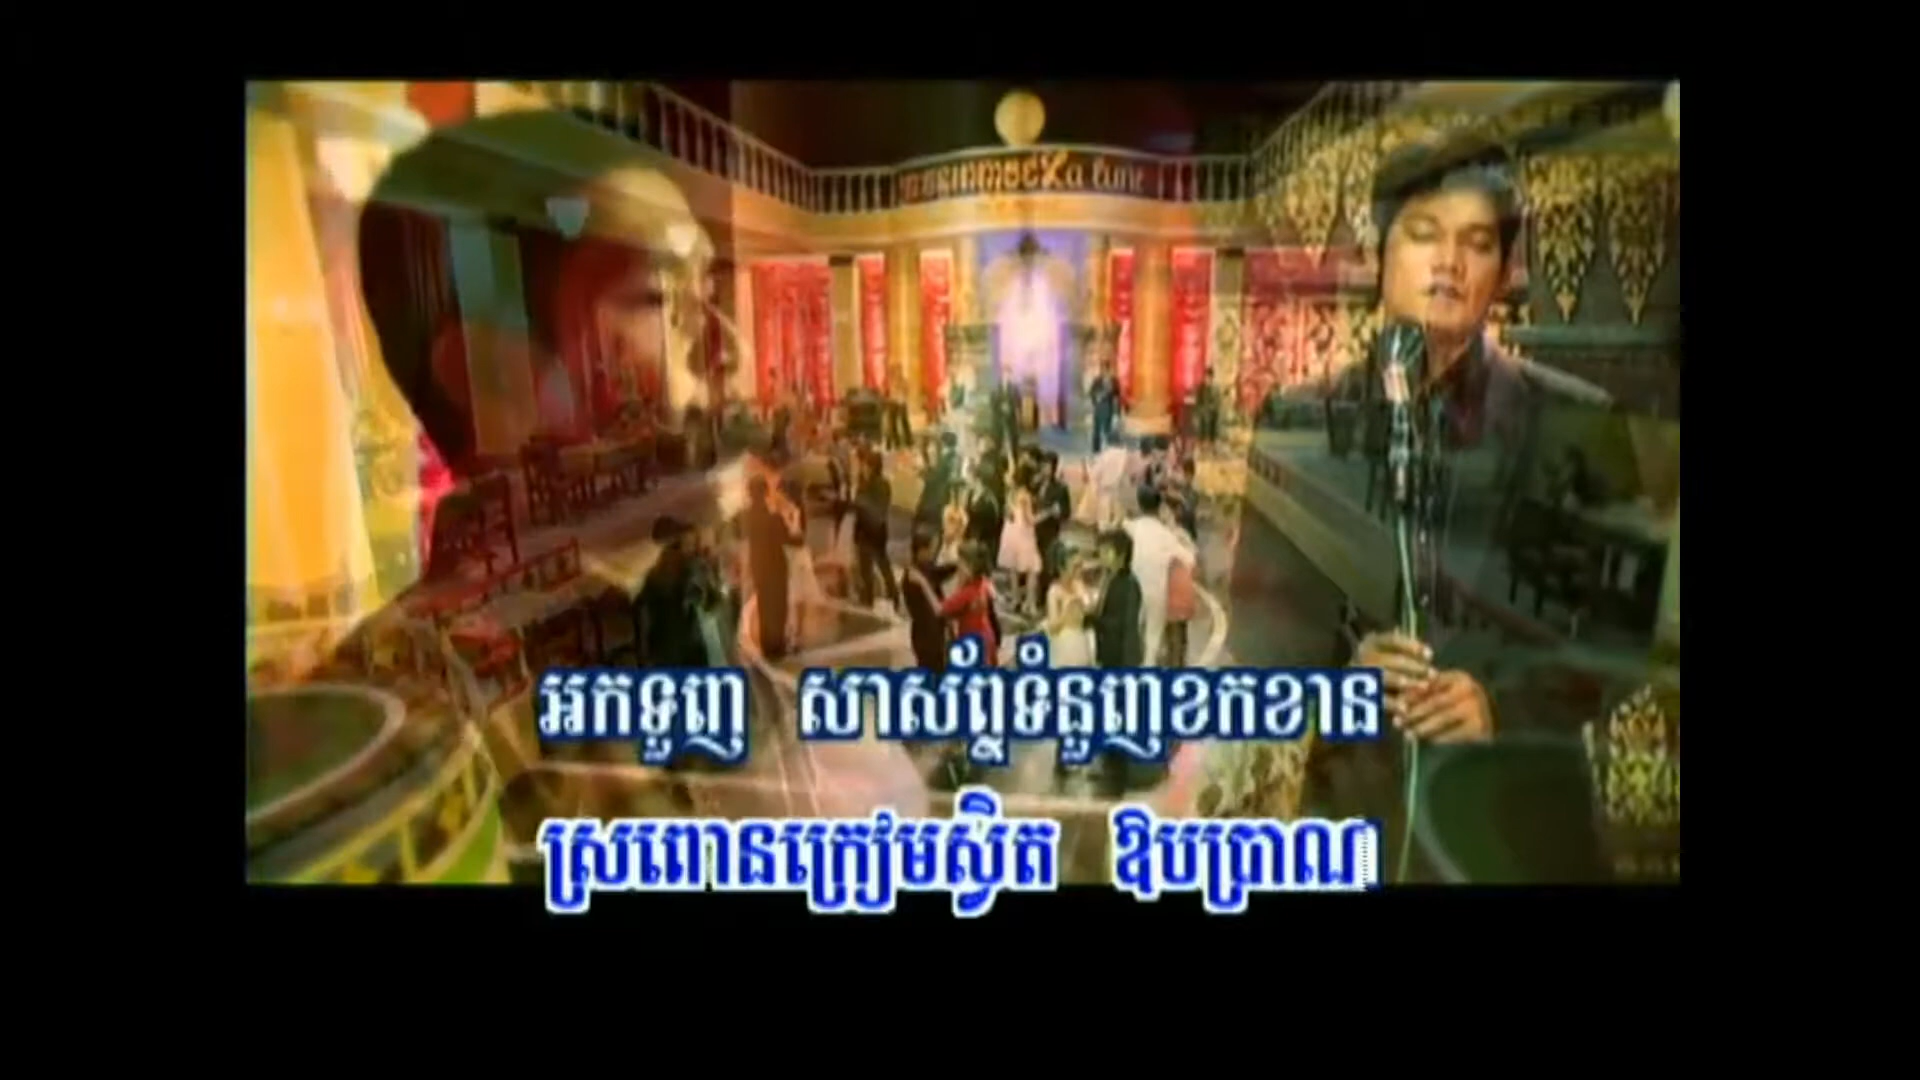 អកទួញ សាស័ព្ទទំនួញខកខាន
ស្រពោនក្រៀមស្វិត ឱបប្រាណ